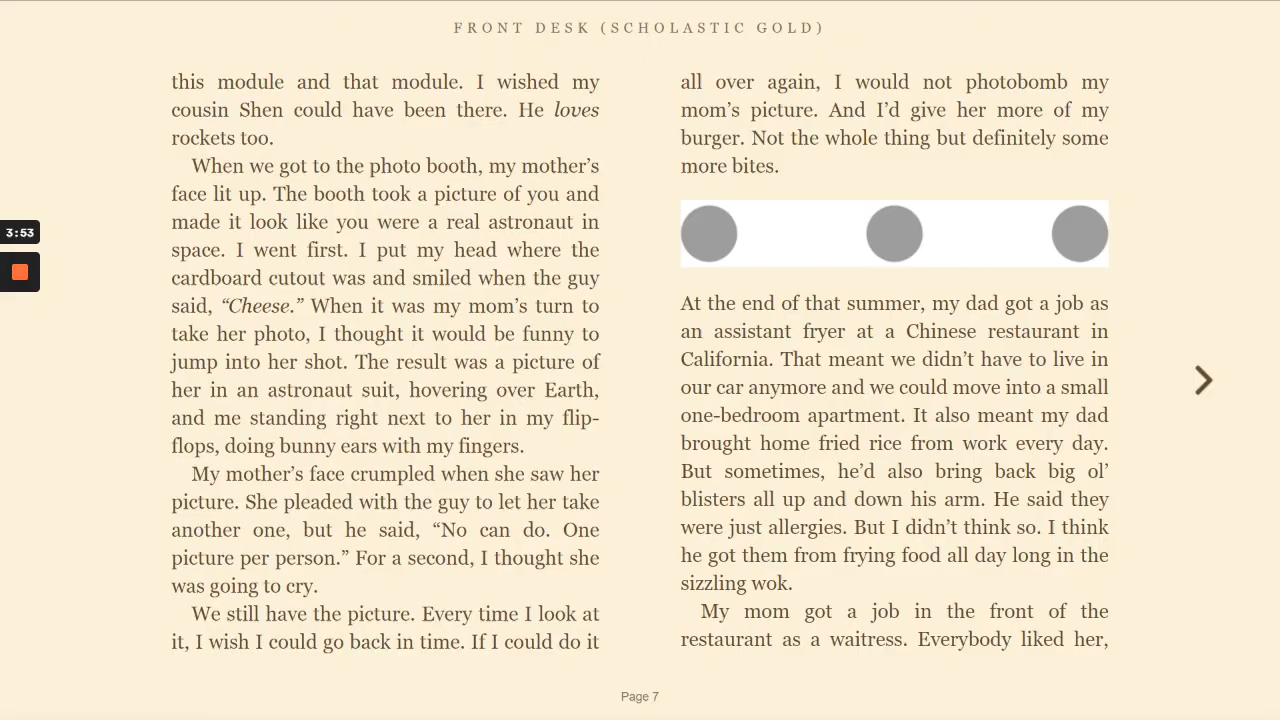 FRONT DESK (SCHOLASTIC GOLD)
this module and that module. I wished my
cousin Shen could have been there. He loves
rockets too.
When we got to the photo booth, my mother’s
face lit up. The booth took a picture of you and
made it look like you were a real astronaut in
space. I went first. I put my head where the
cardboard cutout was and smiled when the guy
said, “Cheese.” When it was my mom’s turn to
take her photo, I thought it would be funny to
jump into her shot. The result was a picture of
her in an astronaut suit, hovering over Earth,
and me standing right next to her in my flip-
flops, doing bunny ears with my fingers.
My mother’s face crumpled when she saw her
picture. She pleaded with the guy to let her take
another one, but he said, “No can do. One
picture per person.” For a second, I thought she
was going to cry.
We still have the picture. Every time I look at
it, I wish I could go back in time. If I could do it
all over again, I would not photobomb my
mom’s picture. And I’d give her more of my
burger. Not the whole thing but definitely some
more bites.
At the end of that summer, my dad got a job as
an assistant fryer at a Chinese restaurant in
California. That meant we didn’t have to live in
our car anymore and we could move into a small
one-bedroom apartment. It also meant my dad
brought home fried rice from work every day.
But sometimes, he’d also bring back big ol’
blisters all up and down his arm. He said they
were just allergies. But I didn’t think so. I think
he got them from frying food all day long in the
sizzling wok.
My mom got a job in the front of the
restaurant as a waitress. Everybody liked her,
3:53
Page 7